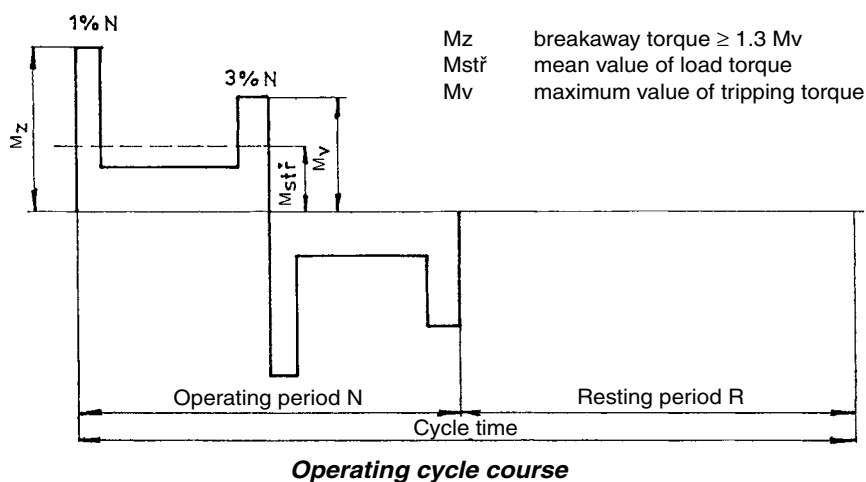 1% N
3% N
Mz breakaway torque ≥ 1.3 Mv
Mstř mean value of load torque
Mv maximum value of tripping torque
Mz
Mstř
Mv
Operating period N
Resting period R
Cycle time
Operating cycle course